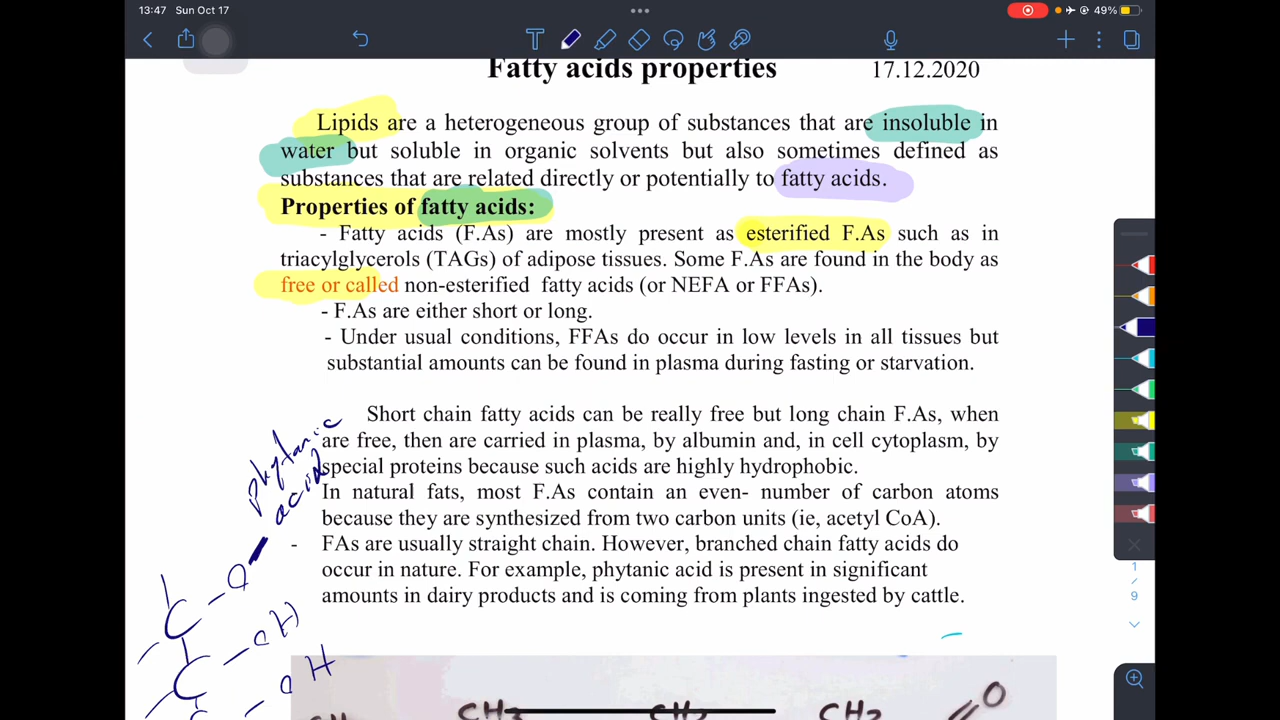 13:47 Sun Oct 17
49%
Fatty acids properties 17.12.2020
Lipids are a heterogeneous group of substances that are insoluble in
water but soluble in organic solvents but also sometimes defined as
substances that are related directly or potentially to fatty acids.
Properties of fatty acids:
- Fatty acids (F.As) are mostly present as esterified F.As such as in
triacylglycerols (TAGs) of adipose tissues. Some F.As are found in the body as
free or called non-esterified fatty acids (or NEFA or FFAs).
- F.As are either short or long.
- Under usual conditions, FFAs do occur in low levels in all tissues but
substantial amounts can be found in plasma during fasting or starvation.
Short chain fatty acids can be really free but long chain F.As, when
are free, then are carried in plasma, by albumin and, in cell cytoplasm, by
special proteins because such acids are highly hydrophobic.
In natural fats, most F.As contain an even- number of carbon atoms
because they are synthesized from two carbon units (ie, acetyl CoA).
- FAs are usually straight chain. However, branched chain fatty acids do
occur in nature. For example, phytanic acid is present in significant
amounts in dairy products and is coming from plants ingested by cattle.
phytanic
acid
C - O
C - OH
C - OH
CH3 CH3 CH3 O
1
/
9